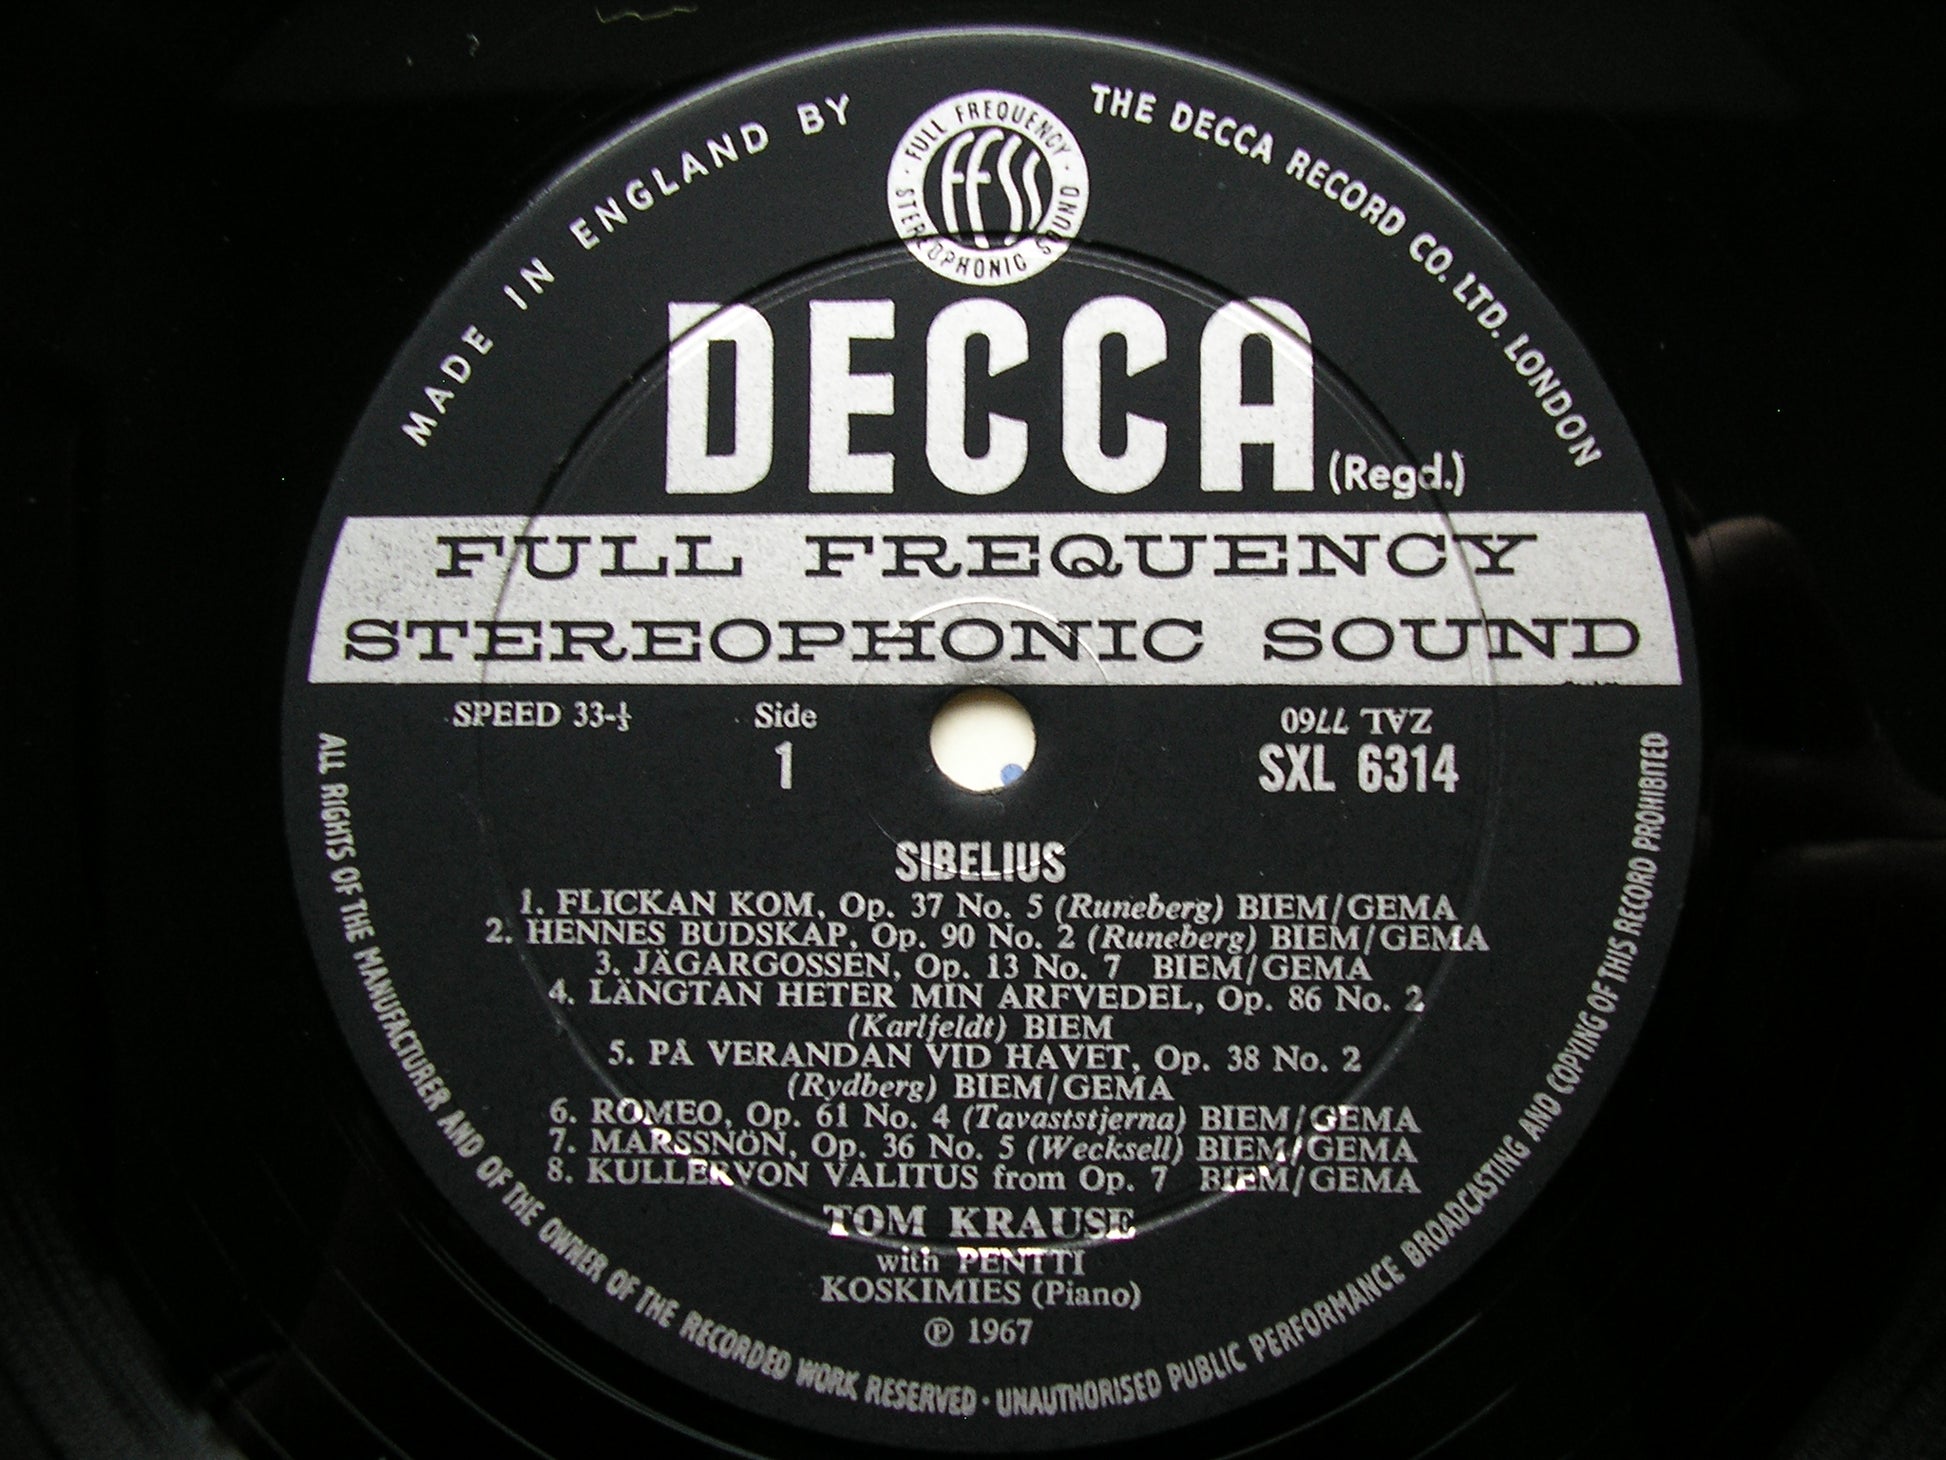 MADE IN ENGLAND BY
THE DECCA RECORD CO. LTD. LONDON
· FULL FREQUENCY ·
STEREOPHONIC SOUND
FFSS
DECCA (Regd.)
FULL FREQUENCY
STEREOPHONIC SOUND
SPEED 33-⅓ Side
1
ZAL 7760
SXL 6314
SIBELIUS
1. FLICKAN KOM, Op. 37 No. 5 (Runeberg) BIEM/GEMA
2. HENNES BUDSKAP, Op. 90 No. 2 (Runeberg) BIEM/GEMA
3. JÄGARGOSSEN, Op. 13 No. 7 BIEM/GEMA
4. LÄNGTAN HETER MIN ARFVEDEL, Op. 86 No. 2
(Karlfeldt) BIEM
5. PÅ VERANDAN VID HAVET, Op. 38 No. 2
(Rydberg) BIEM/GEMA
6. ROMEO, Op. 61 No. 4 (Tavaststjerna) BIEM/GEMA
7. MARSSNÖN, Op. 36 No. 5 (Wecksell) BIEM/GEMA
8. KULLERVON VALITUS from Op. 7 BIEM/GEMA
TOM KRAUSE
with PENTTI
KOSKIMIES (Piano)
℗ 1967
ALL RIGHTS OF THE MANUFACTURER AND OF THE OWNER OF THE RECORDED WORK RESERVED · UNAUTHORISED PUBLIC PERFORMANCE BROADCASTING AND COPYING OF THIS RECORD PROHIBITED